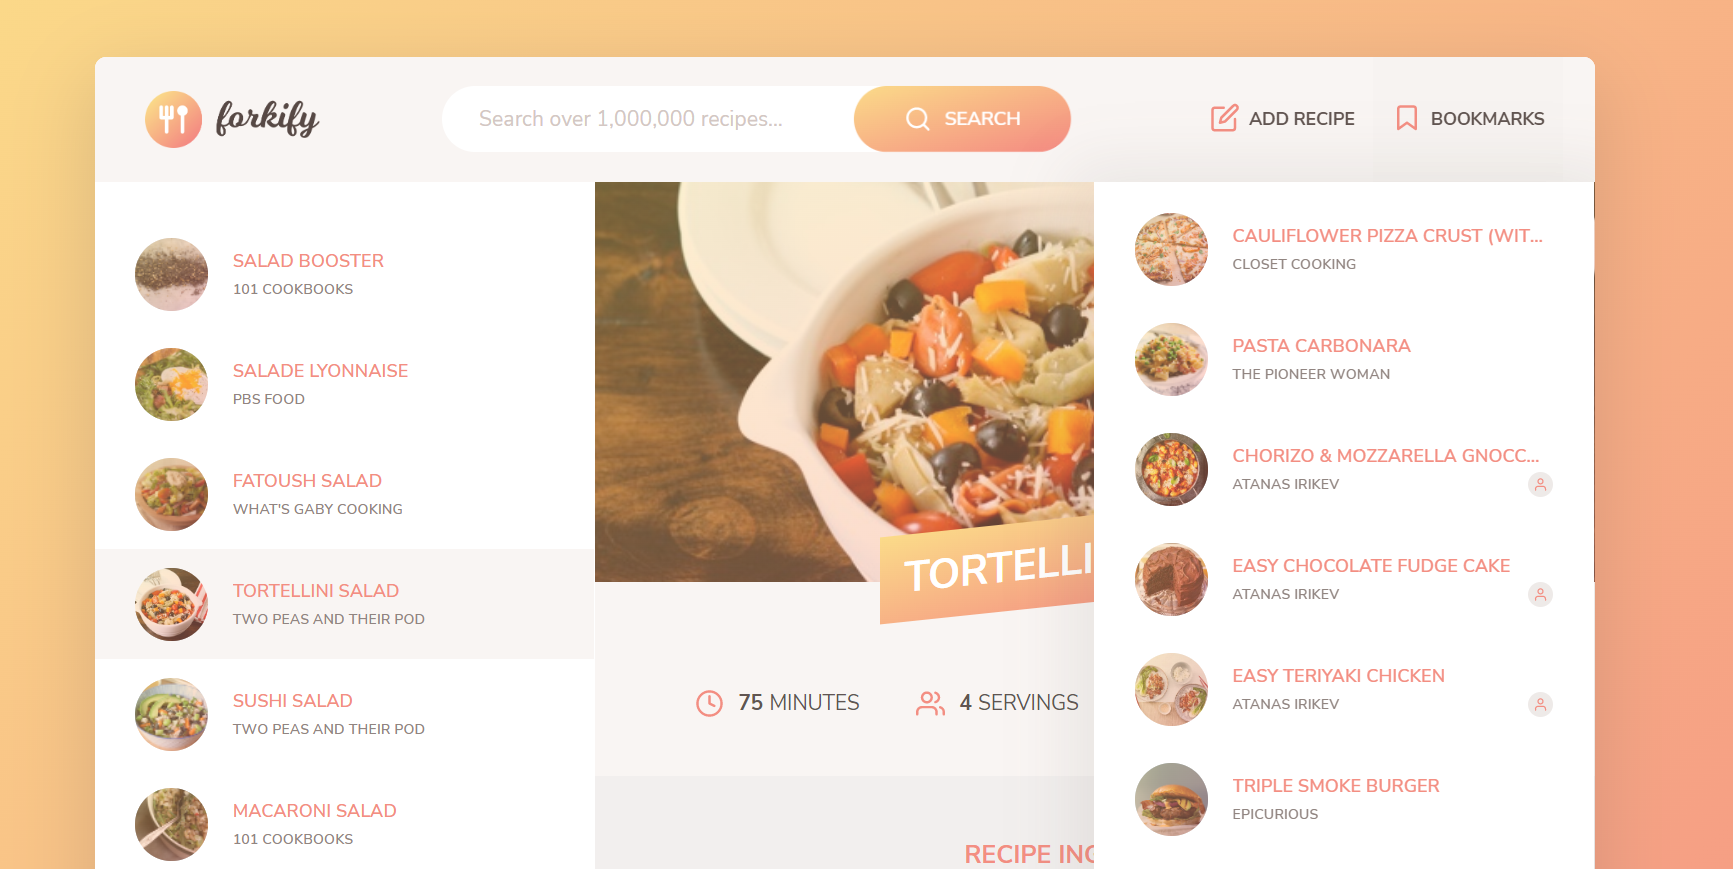 forkify
Search over 1,000,000 recipes...
SEARCH
ADD RECIPE
BOOKMARKS
SALAD BOOSTER
101 COOKBOOKS
SALADE LYONNAISE
PBS FOOD
FATOUSH SALAD
WHAT'S GABY COOKING
TORTELLINI SALAD
TWO PEAS AND THEIR POD
SUSHI SALAD
TWO PEAS AND THEIR POD
MACARONI SALAD
101 COOKBOOKS
TORTELLI
75 MINUTES
4 SERVINGS
RECIPE ING
CAULIFLOWER PIZZA CRUST (WIT...
CLOSET COOKING
PASTA CARBONARA
THE PIONEER WOMAN
CHORIZO & MOZZARELLA GNOCC...
ATANAS IRIKEV
EASY CHOCOLATE FUDGE CAKE
ATANAS IRIKEV
EASY TERIYAKI CHICKEN
ATANAS IRIKEV
TRIPLE SMOKE BURGER
EPICURIOUS